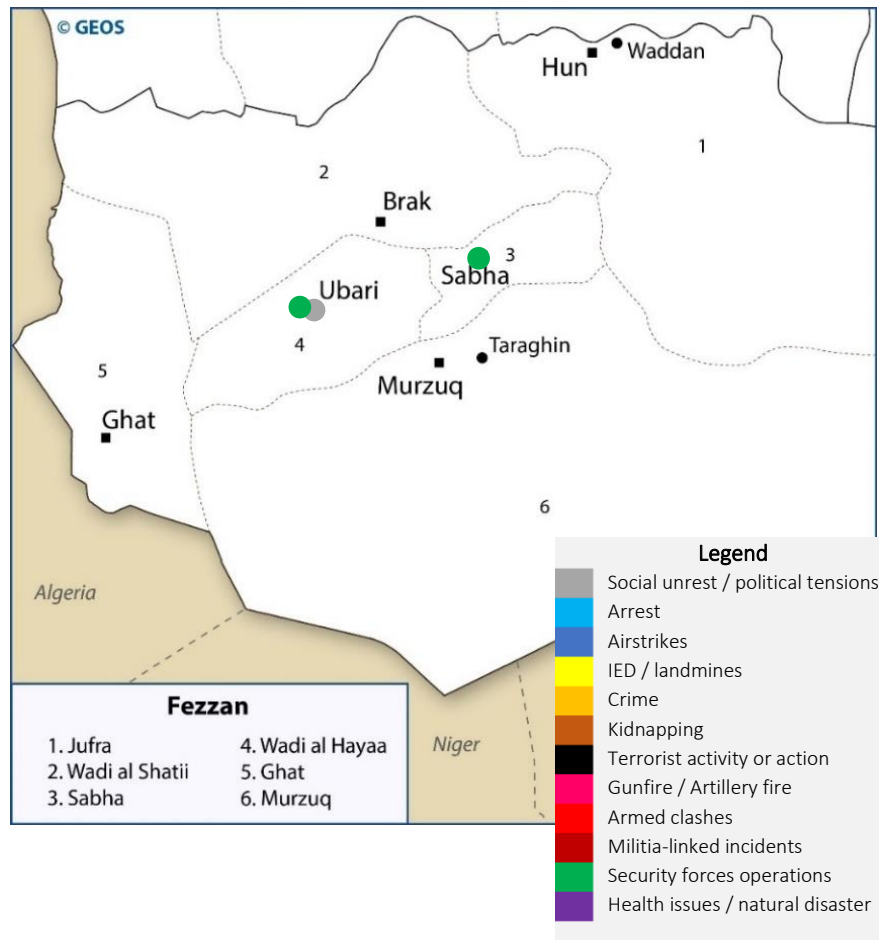 © GEOS
Hun
Waddan
1
2
Brak
3
Sabha
Ubari
4
Taraghin
Murzuq
5
Ghat
6
Algeria
Niger
Fezzan
1. Jufra
2. Wadi al Shatii
3. Sabha
4. Wadi al Hayaa
5. Ghat
6. Murzuq
Legend
Social unrest / political tensions
Arrest
Airstrikes
IED / landmines
Crime
Kidnapping
Terrorist activity or action
Gunfire / Artillery fire
Armed clashes
Militia-linked incidents
Security forces operations
Health issues / natural disaster